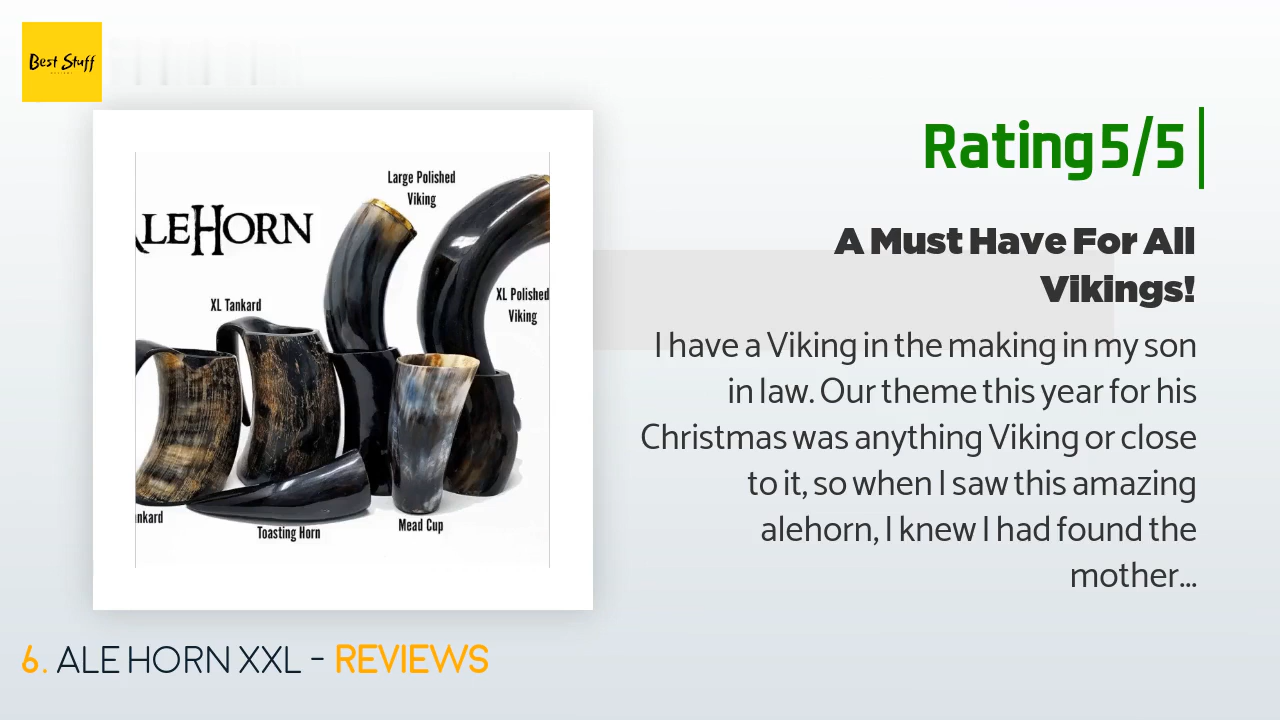 Best Stuff
Rating 5/5
A Must Have For All
Vikings!
I have a Viking in the making in my son
in law. Our theme this year for his
Christmas was anything Viking or close
to it, so when I saw this amazing
alehorn, I knew I had found the
mother...
LEHORN
Large Polished
Viking
XL Polished
Viking
XL Tankard
nkard
Toasting Horn
Mead Cup
6. ALE HORN XXL - REVIEWS